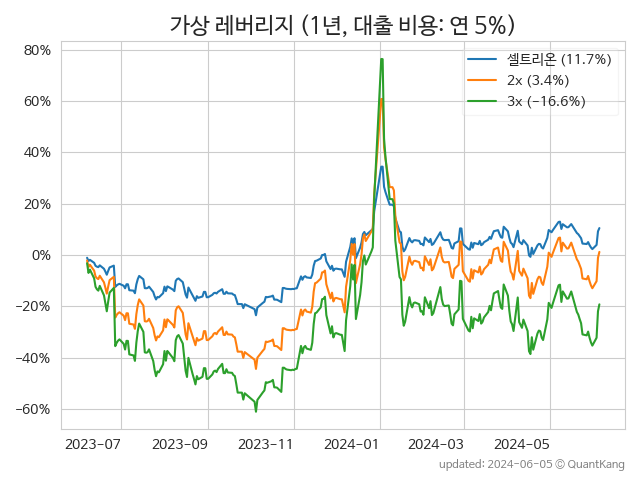 가상 레버리지 (1년, 대출 비용: 연 5%)
80%
60%
40%
20%
0%
−20%
−40%
−60%
셀트리온 (11.7%)
2x (3.4%)
3x (−16.6%)
2023-07 2023-09 2023-11 2024-01 2024-03 2024-05
updated: 2024-06-05 © QuantKang